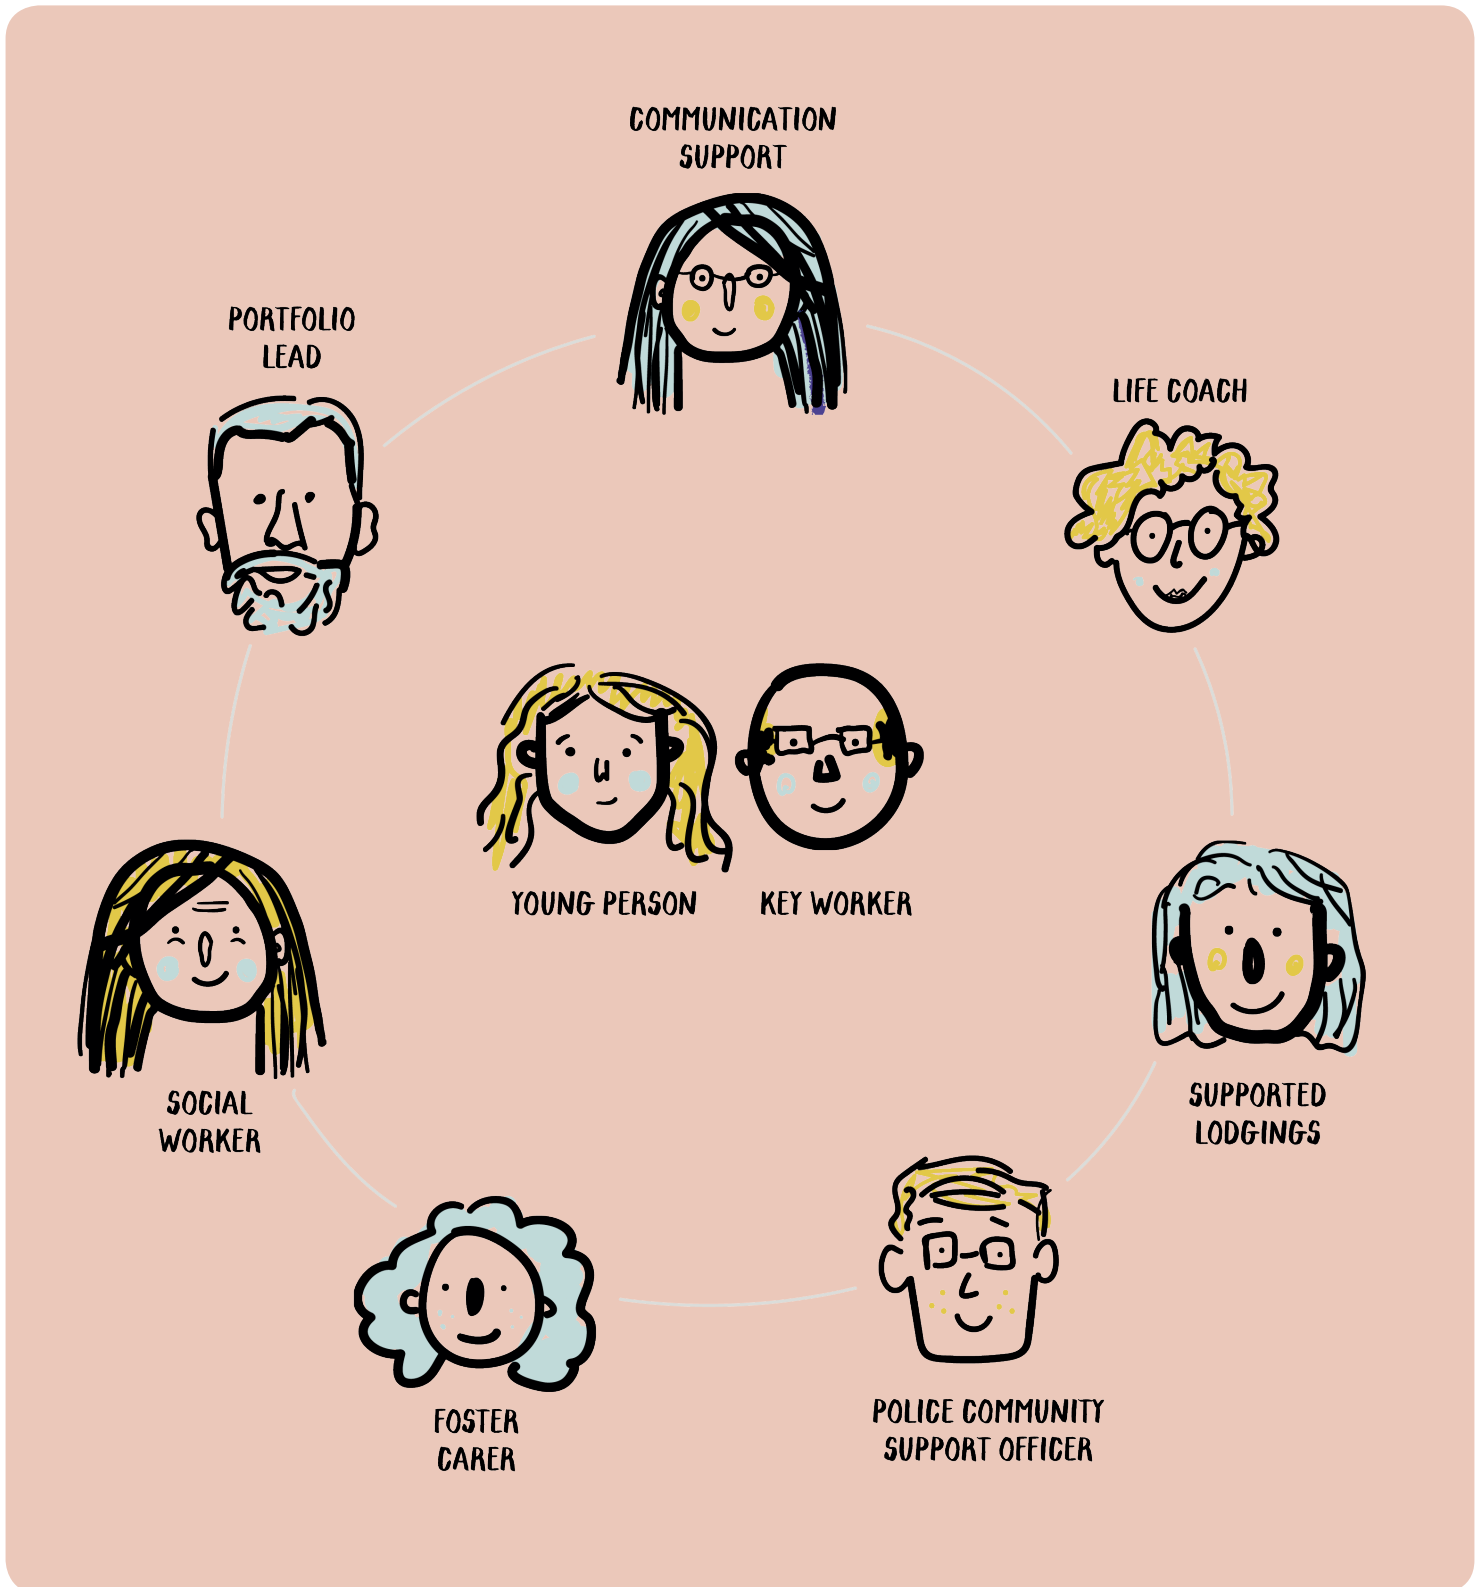 COMMUNICATION
SUPPORT
PORTFOLIO
LEAD
LIFE COACH
YOUNG PERSON
KEY WORKER
SOCIAL
WORKER
SUPPORTED
LODGINGS
FOSTER
CARER
POLICE COMMUNITY
SUPPORT OFFICER